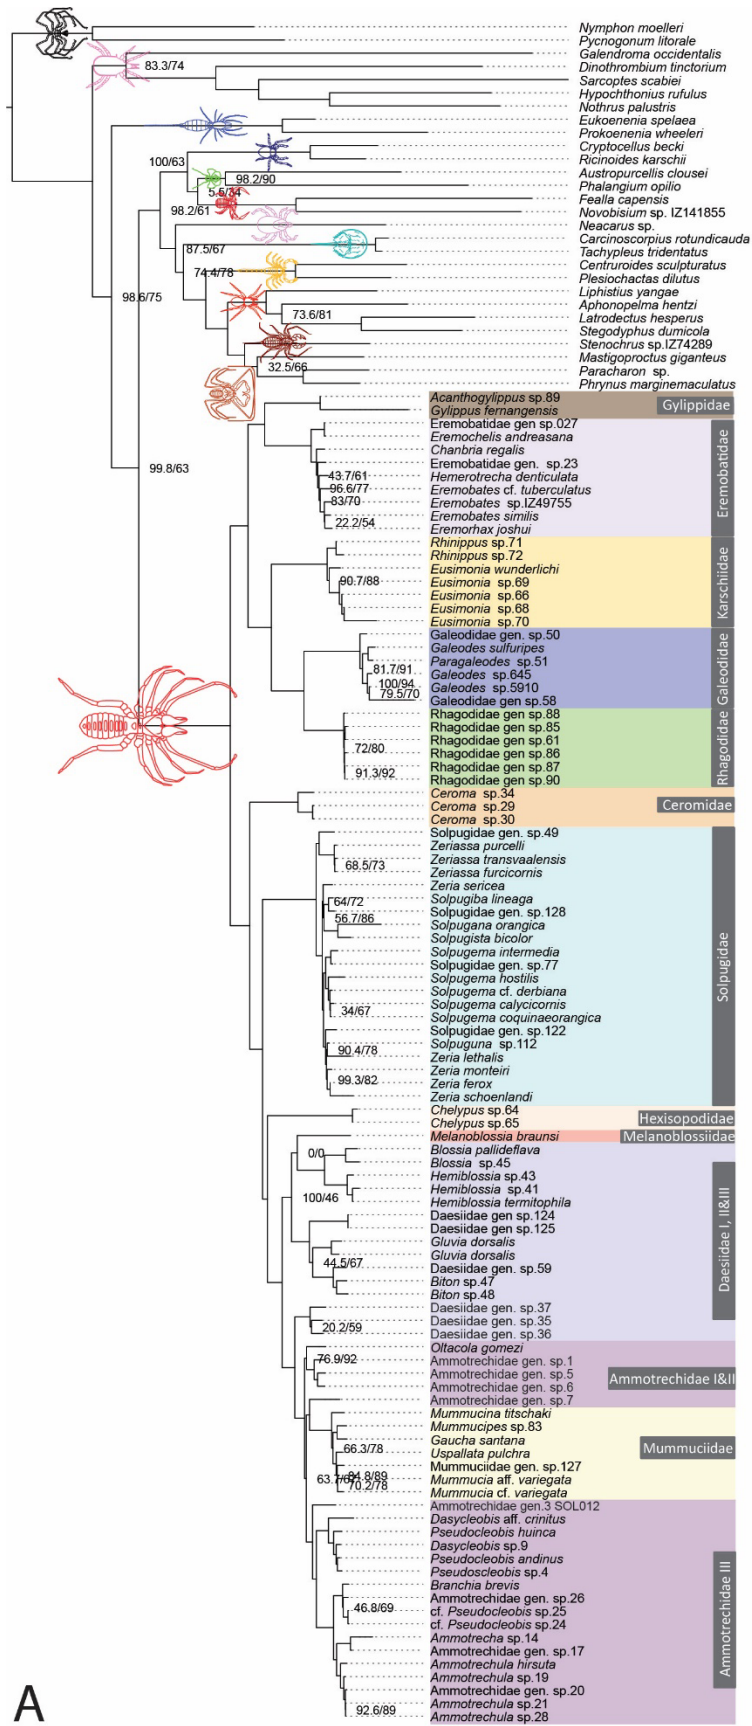 Nymphon moelleri
Pycnogonum litorale
Galendroma occidentalis
83.3/74
Dinothrombium tinctorium
Sarcoptes scabiei
Hypochthonius rufulus
Nothrus palustris
Eukoenenia spelaea
Prokoenenia wheeleri
Cryptocellus becki
100/63
Ricinoides karschii
Austropurcellis clousei
98.2/90
Phalangium opilio
5.5/34
Fealla capensis
98.2/61
Novobisium sp. IZ141855
Neacarus sp.
Carcinoscorpius rotundicauda
87.5/67
Tachypleus tridentatus
Centruroides sculpturatus
74.4/78
Plesiochactas dilutus
98.6/75
Liphistius yangae
Aphonopelma hentzi
73.6/81
Latrodectus hesperus
Stegodyphus dumicola
Stenochrus sp.IZ74289
Mastigoproctus giganteus
32.5/66
Paracharon sp.
Phrynus marginemaculatus
Acanthogylippus sp.89
Gylippidae
Gylippus fernangensis
Eremobatidae gen sp.027
Eremochelis andreasana
Chanbria regalis
Eremobatidae gen. sp.23
99.8/63
43.7/61
Hemerotrecha denticulata
96.6/77
Eremobates cf. tuberculatus
83/70
Eremobates sp.IZ49755
Eremobates similis
22.2/54
Eremorhax joshui
Eremobatidae
Rhinippus sp.71
Rhinippus sp.72
Eusimonia wunderlichi
90.7/88
Eusimonia sp.69
Eusimonia sp.66
Eusimonia sp.68
Eusimonia sp.70
Karschiidae
Galeodidae gen. sp.50
Galeodes sulfuripes
Paragaleodes sp.51
81.7/91
Galeodes sp.645
100/94
Galeodes sp.5910
79.5/70
Galeodidae gen sp.58
Galeodidae
Rhagodidae gen sp.88
Rhagodidae gen sp.85
Rhagodidae gen sp.61
72/80
Rhagodidae gen sp.86
Rhagodidae gen sp.87
91.3/92
Rhagodidae gen sp.90
Rhagodidae
Ceroma sp.34
Ceroma sp.29
Ceroma sp.30
Ceromidae
Solpugidae gen. sp.49
Zeriassa purcelli
Zeriassa transvaalensis
68.5/73
Zeriassa furcicornis
Zeria sericea
64/72
Solpugiba lineaga
Solpugidae gen. sp.128
56.7/86
Solpugana orangica
Solpugista bicolor
Solpugema intermedia
Solpugidae gen. sp.77
Solpugema hostilis
Solpugema cf. derbiana
Solpugema calycicornis
34/67
Solpugema coquinaeorangica
Solpugidae gen. sp.122
Solpuguna sp.112
90.4/78
Zeria lethalis
Zeria monteiri
99.3/82
Zeria ferox
Zeria schoenlandi
Solpugidae
Chelypus sp.64
Chelypus sp.65
Hexisopodidae
Melanoblossia braunsi
Melanoblossiidae
Blossia pallideflava
0/0
Blossia sp.45
Hemiblossia sp.43
Hemiblossia sp.41
100/46
Hemiblossia termitophila
Daesiidae gen sp.124
Daesiidae gen sp.125
Gluvia dorsalis
Gluvia dorsalis
44.5/67
Daesiidae gen sp.59
Biton sp.47
Biton sp.48
Daesiidae gen. sp.37
Daesiidae gen. sp.35
20.2/59
Daesiidae gen. sp.36
Daesiidae I, II&III
Oltacola gomezi
76.9/92
Ammotrechidae gen. sp.1
Ammotrechidae gen. sp.5
Ammotrechidae gen. sp.6
Ammotrechidae gen. sp.7
Ammotrechidae I&II
Mummucina titschaki
Mummucipes sp.83
Gaucha santana
66.3/78
Uspallata pulchra
Mummuciidae gen. sp.127
Mummucia aff. variegata
70.2/78
Mummucia cf. variegata
Mummuciidae
Ammotrechidae gen.3 SOL012
Dasycleobis aff. crinitus
Pseudocleobis huinca
Dasycleobis sp.9
Pseudocleobis andinus
Pseudoscleobis sp.4
Branchia brevis
Ammotrechidae gen. sp.26
46.8/69
cf. Pseudocleobis sp.25
cf. Pseudocleobis sp.24
Ammotrecha sp.14
Ammotrechidae gen. sp.17
Ammotrechula hirsuta
Ammotrechula sp.19
Ammotrechidae gen. sp.20
92.6/89
Ammotrechula sp.21
Ammotrechula sp.28
Ammotrechidae III
A